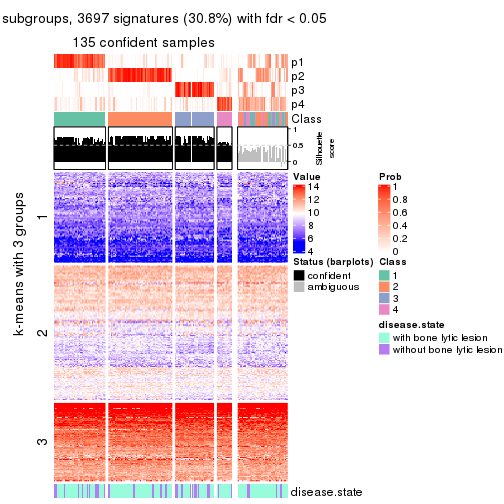 subgroups, 3697 signatures (30.8%) with fdr < 0.05
135 confident samples
p1
p2
p3
p4
Class
1
0.5
0
Silhouette
score
k-means with 3 groups
1
2
3
disease.state
Value
14
12
10
8
6
4
Prob
1
0.8
0.6
0.4
0.2
0
Status (barplots)
confident
ambiguous
Class
1
2
3
4
disease.state
with bone lytic lesion
without bone lytic lesion